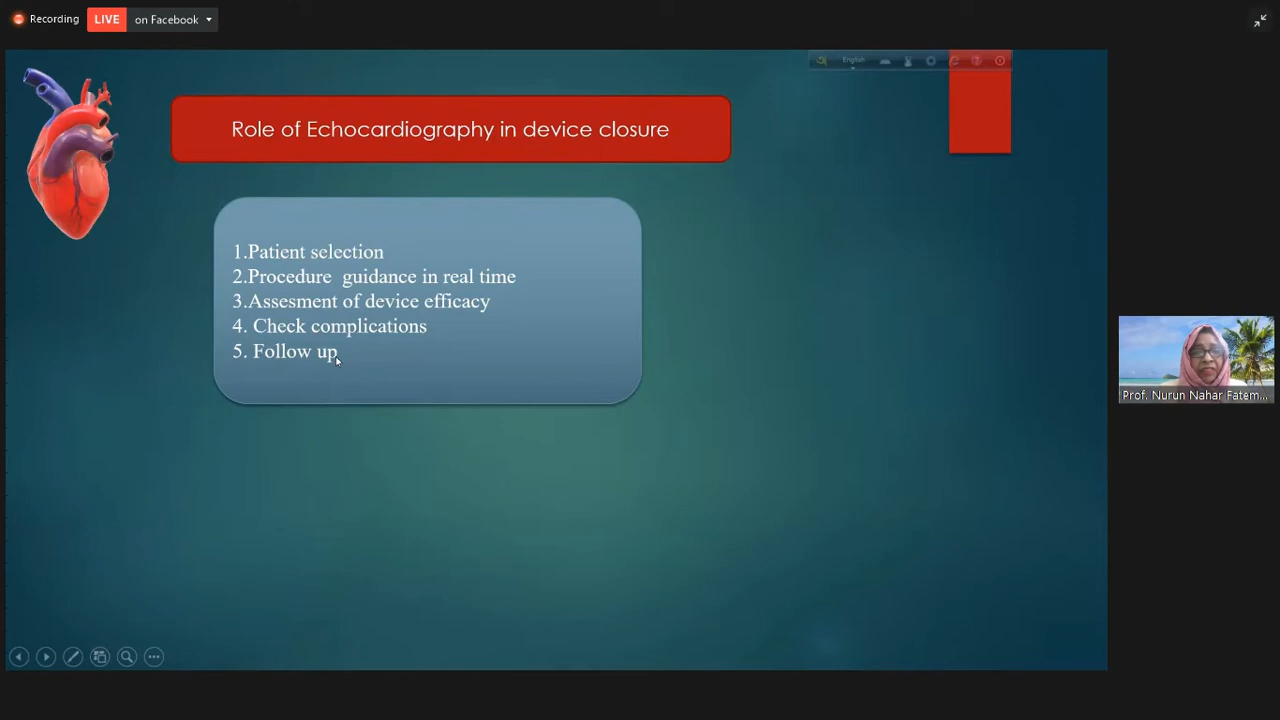 Recording
LIVE
on Facebook
English
Role of Echocardiography in device closure
1.Patient selection
2.Procedure guidance in real time
3.Assesment of device efficacy
4. Check complications
5. Follow up
Prof. Nurun Nahar Fatem...